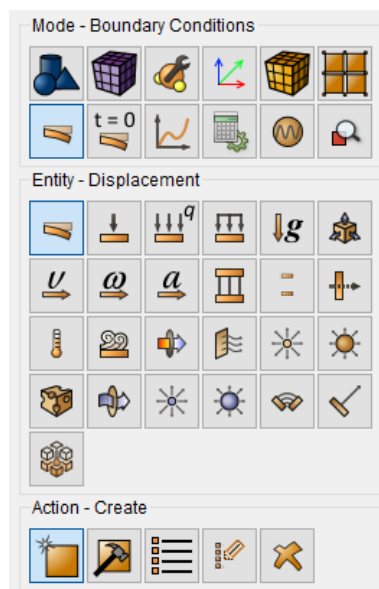 Mode - Boundary Conditions
t = 0
Entity - Displacement
q
g
υ ω a
Action - Create